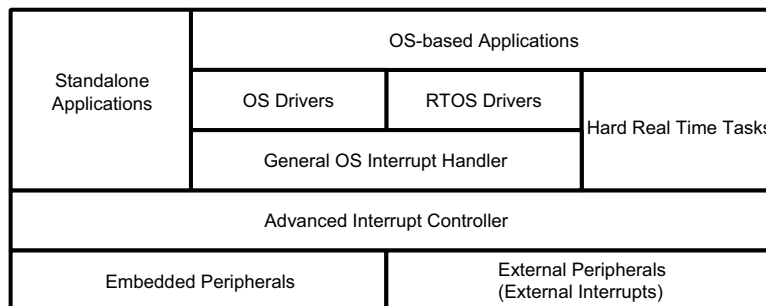 OS-based Applications
Standalone
Applications
OS Drivers
RTOS Drivers
Hard Real Time Tasks
General OS Interrupt Handler
Advanced Interrupt Controller
Embedded Peripherals
External Peripherals
(External Interrupts)